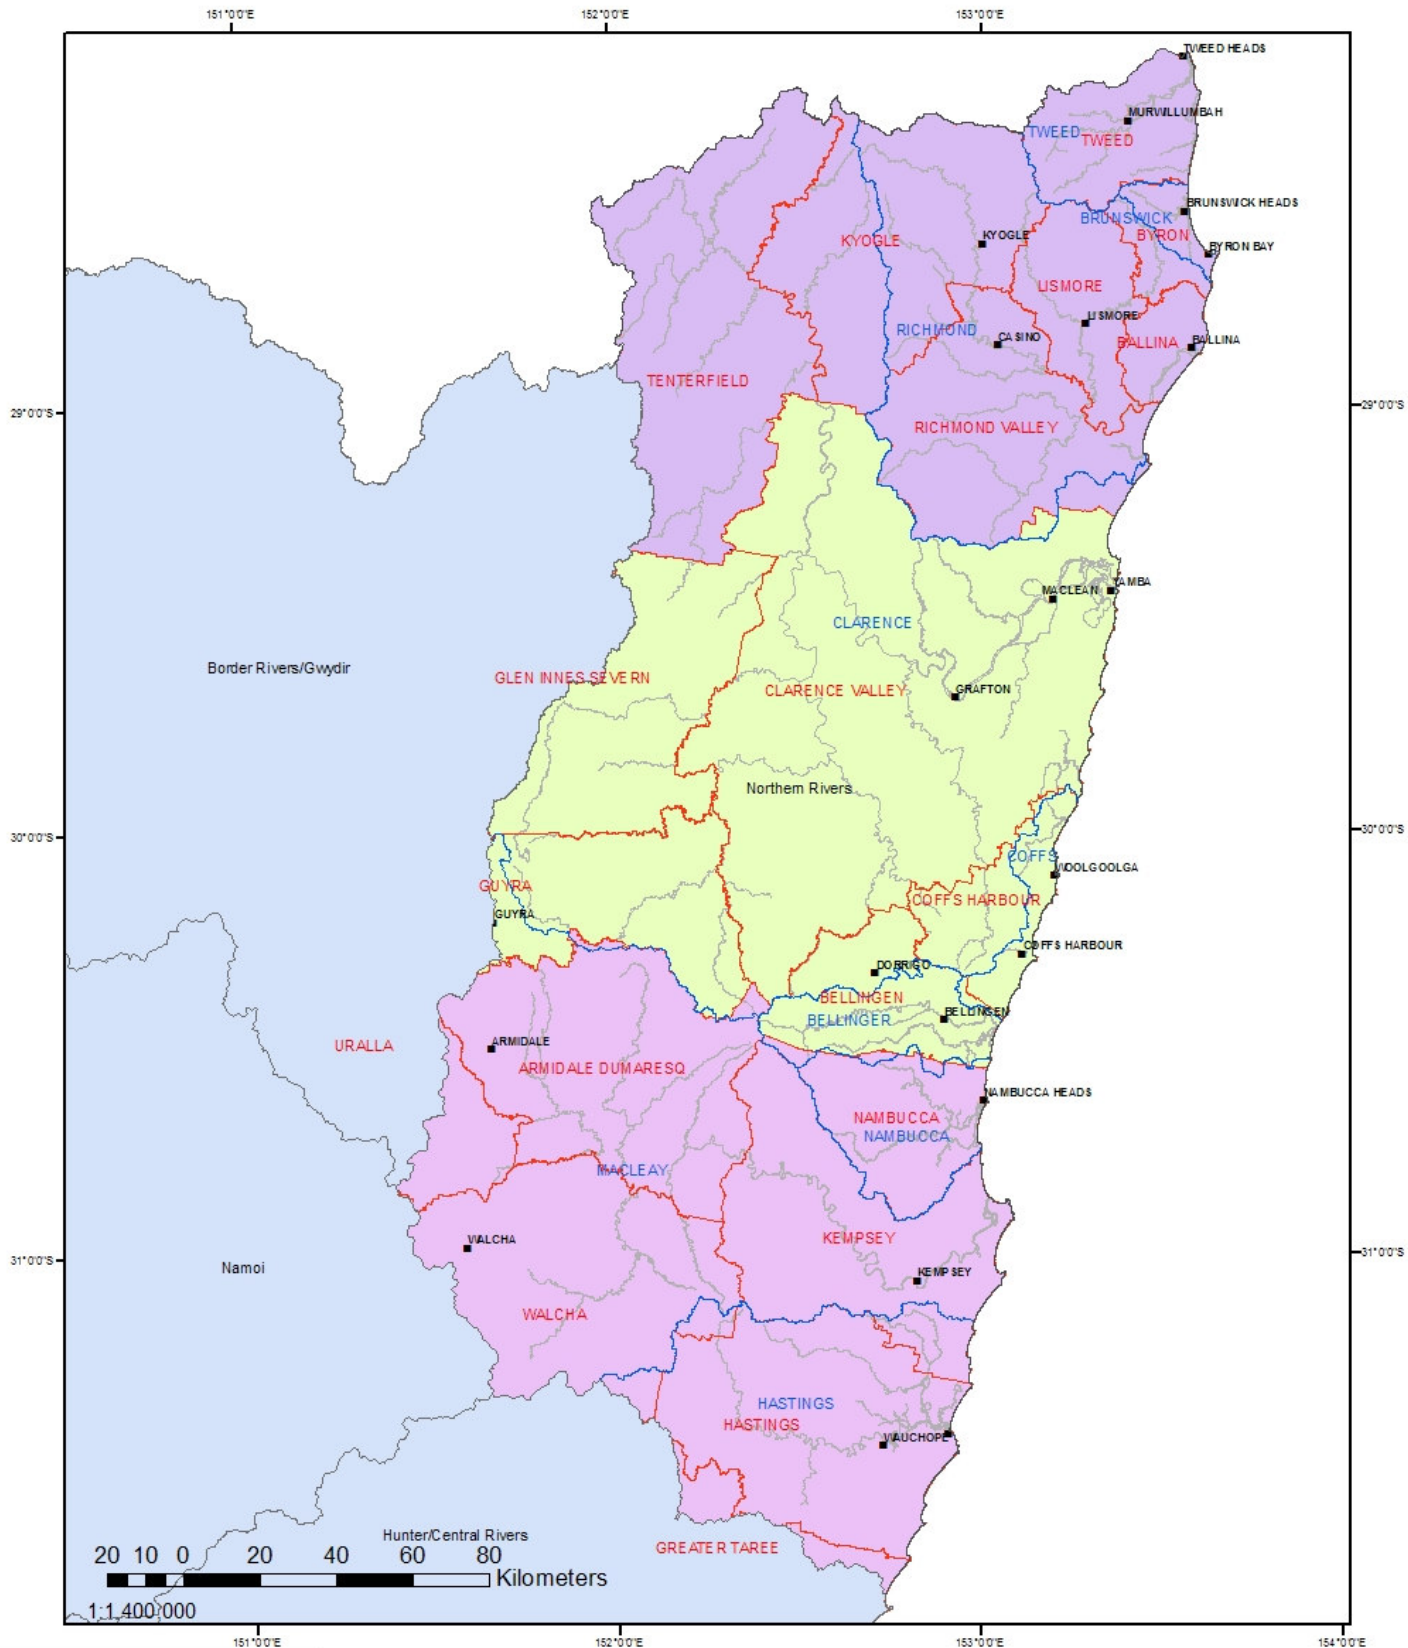 151°0'0"E
152°0'0"E
153°0'0"E
TWEED HEADS
MURWILLUMBAH
TWEED
TWEED
BRUNSWICK HEADS
BRUNSWICK
BYRON
KYOGLE
KYOGLE
BYRON BAY
LISMORE
LISMORE
RICHMOND
CASINO
BALLINA
BALLINA
TENTERFIELD
29°0'0"S
29°0'0"S
RICHMOND VALLEY
YAMBA
MACLEAN
CLARENCE
Border Rivers/Gwydir
GLEN INNES SEVERN
CLARENCE VALLEY
GRAFTON
Northern Rivers
30°0'0"S
30°0'0"S
COFFS
WOOLGOOLGA
GUYRA
COFFS HARBOUR
GUYRA
COFFS HARBOUR
DORRIGO
BELLINGEN
BELLINGEN
BELLINGER
URALLA
ARMIDALE
ARMIDALE DUMARESQ
NAMBUCCA HEADS
NAMBUCCA
NAMBUCCA
MACLEAY
WALCHA
KEMPSEY
31°0'0"S
31°0'0"S
Namoi
KEMPSEY
WALCHA
HASTINGS
HASTINGS
WAUCHOPE
Hunter/Central Rivers
GREATER TAREE
20 10 0 20 40 60 80
Kilometers
1:1,400,000
151°0'0"E
152°0'0"E
153°0'0"E
154°0'0"E